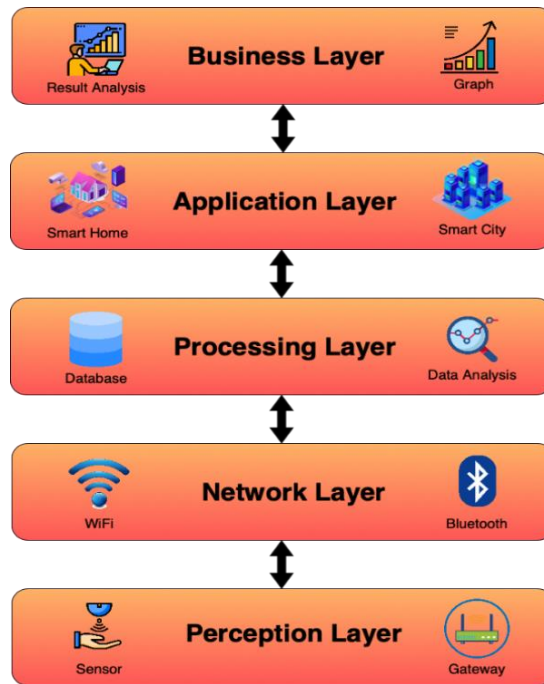 Business Layer
Result Analysis
Graph
Application Layer
Smart Home
Smart City
Processing Layer
Database
Data Analysis
Network Layer
WiFi
Bluetooth
Perception Layer
Sensor
Gateway